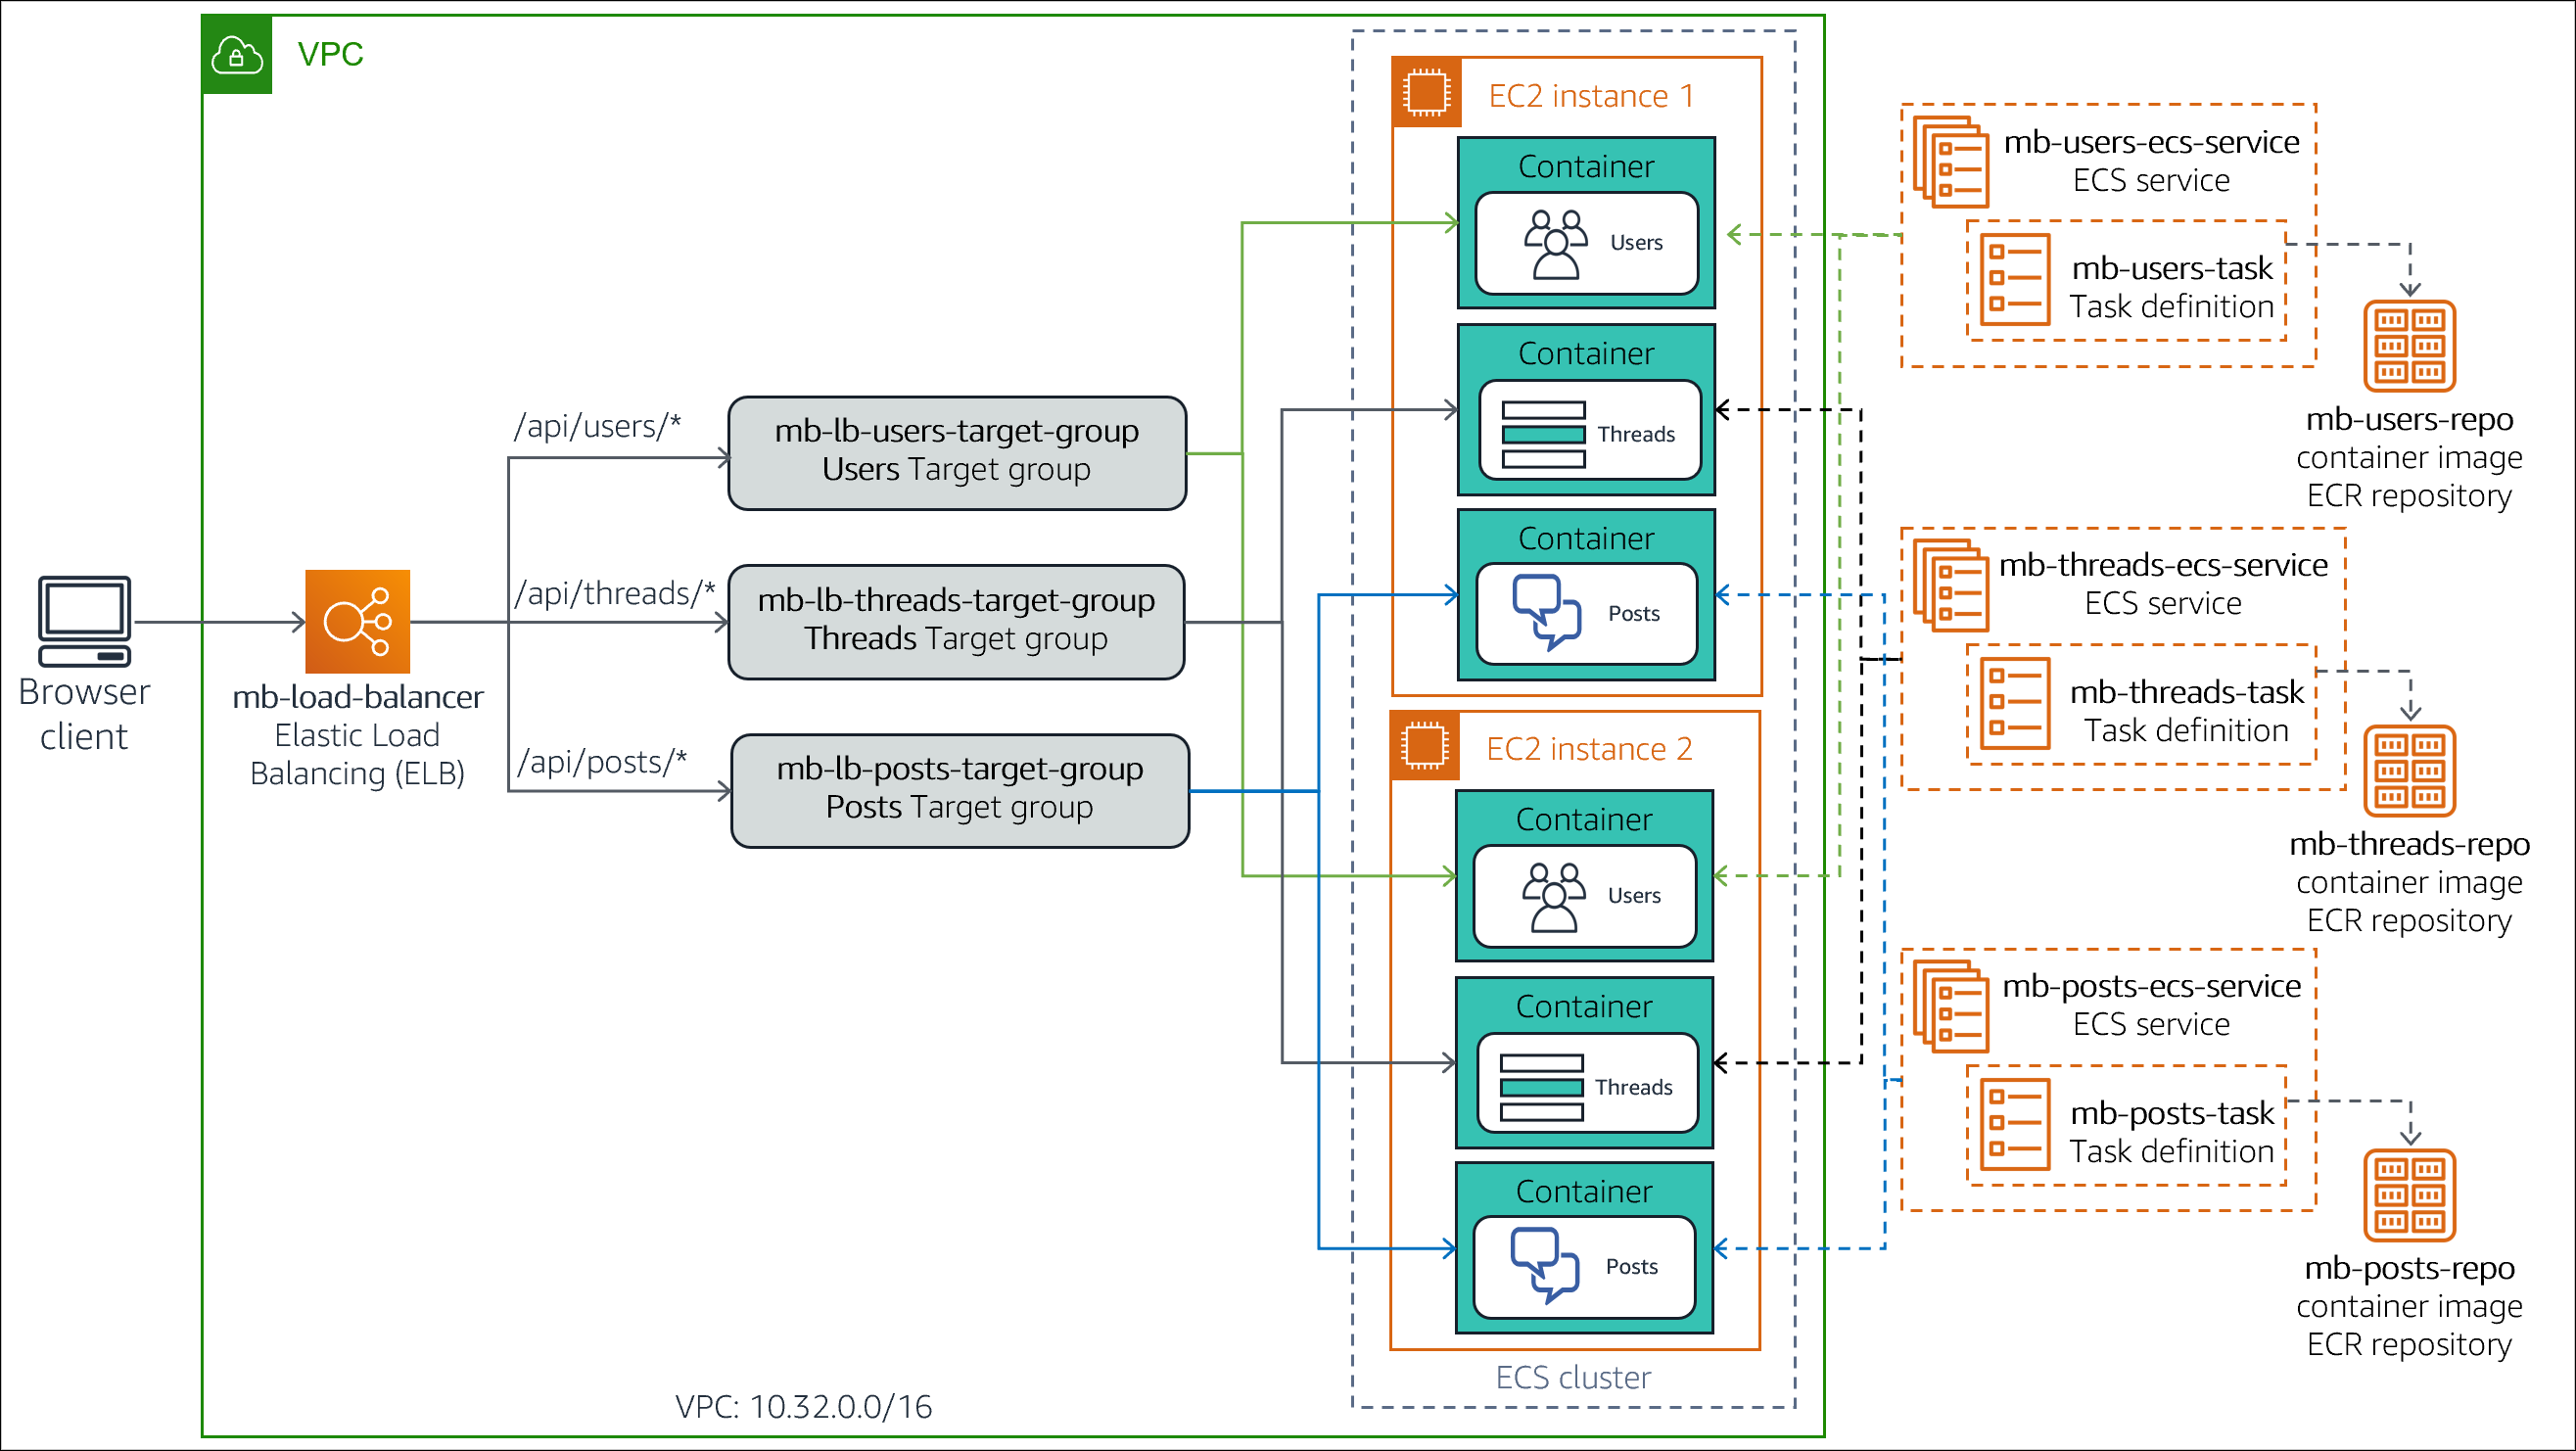 VPC
Browser
client
mb-load-balancer
Elastic Load
Balancing (ELB)
/api/users/*
/api/threads/*
/api/posts/*
mb-lb-users-target-group
Users Target group
mb-lb-threads-target-group
Threads Target group
mb-lb-posts-target-group
Posts Target group
VPC: 10.32.0.0/16
EC2 instance 1
Container
Users
Container
Threads
Container
Posts
EC2 instance 2
Container
Users
Container
Threads
Container
Posts
ECS cluster
mb-users-ecs-service
ECS service
mb-users-task
Task definition
mb-users-repo
container image
ECR repository
mb-threads-ecs-service
ECS service
mb-threads-task
Task definition
mb-threads-repo
container image
ECR repository
mb-posts-ecs-service
ECS service
mb-posts-task
Task definition
mb-posts-repo
container image
ECR repository